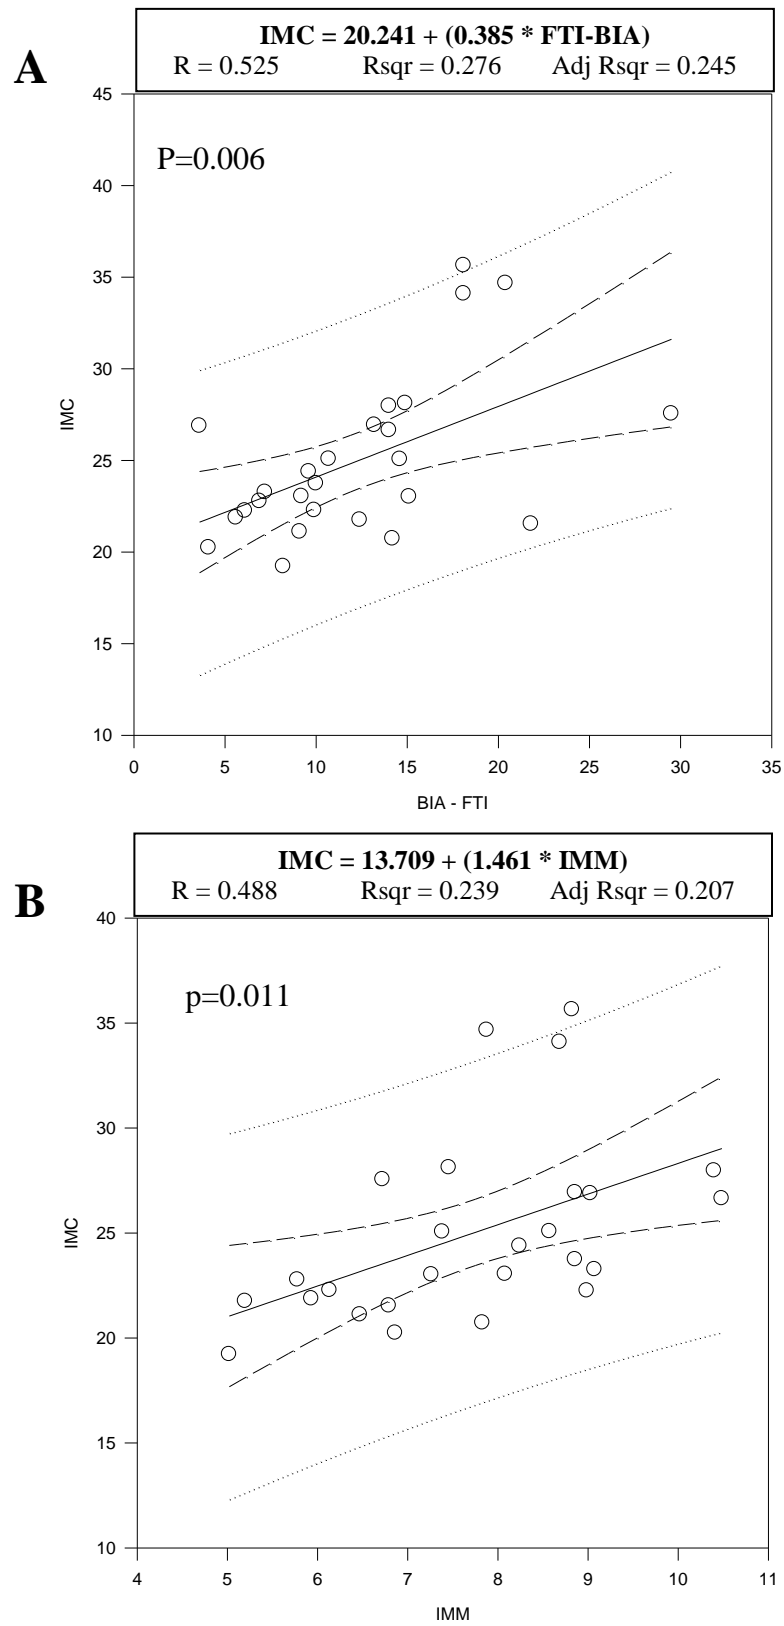 A
IMC = 20.241 + (0.385 * FTI-BIA)
R = 0.525 Rsqr = 0.276 Adj Rsqr = 0.245
P=0.006
45
40
35
30
25
20
15
10
IMC
0 5 10 15 20 25 30 35
BIA - FTI
B
IMC = 13.709 + (1.461 * IMM)
R = 0.488 Rsqr = 0.239 Adj Rsqr = 0.207
p=0.011
40
35
30
25
20
15
10
IMC
4 5 6 7 8 9 10 11
IMM